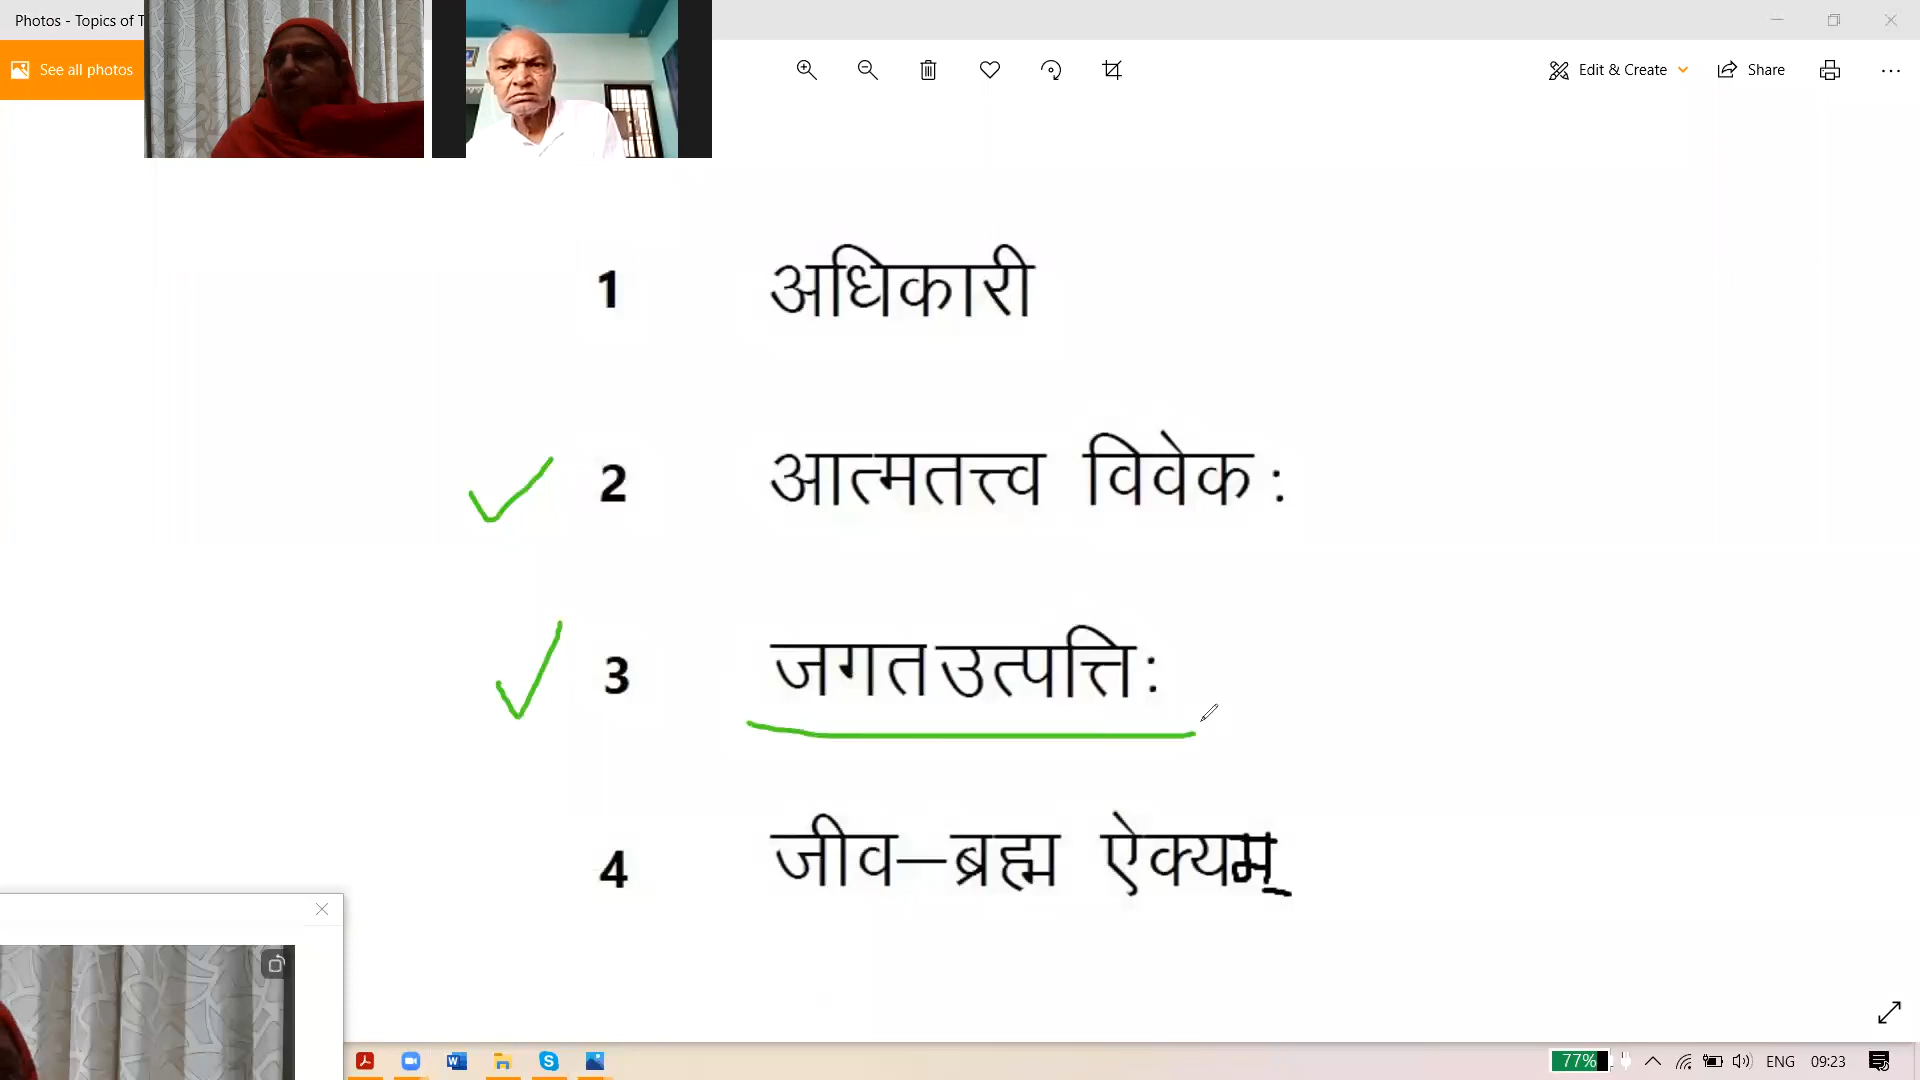 Photos - Topics of T
See all photos
Edit & Create
Share
1 अधिकारी
2 आत्मतत्त्व विवेक :
3 जगत उत्पत्ति :
4 जीव–ब्रह्म ऐक्यम्
77%
ENG
09:23